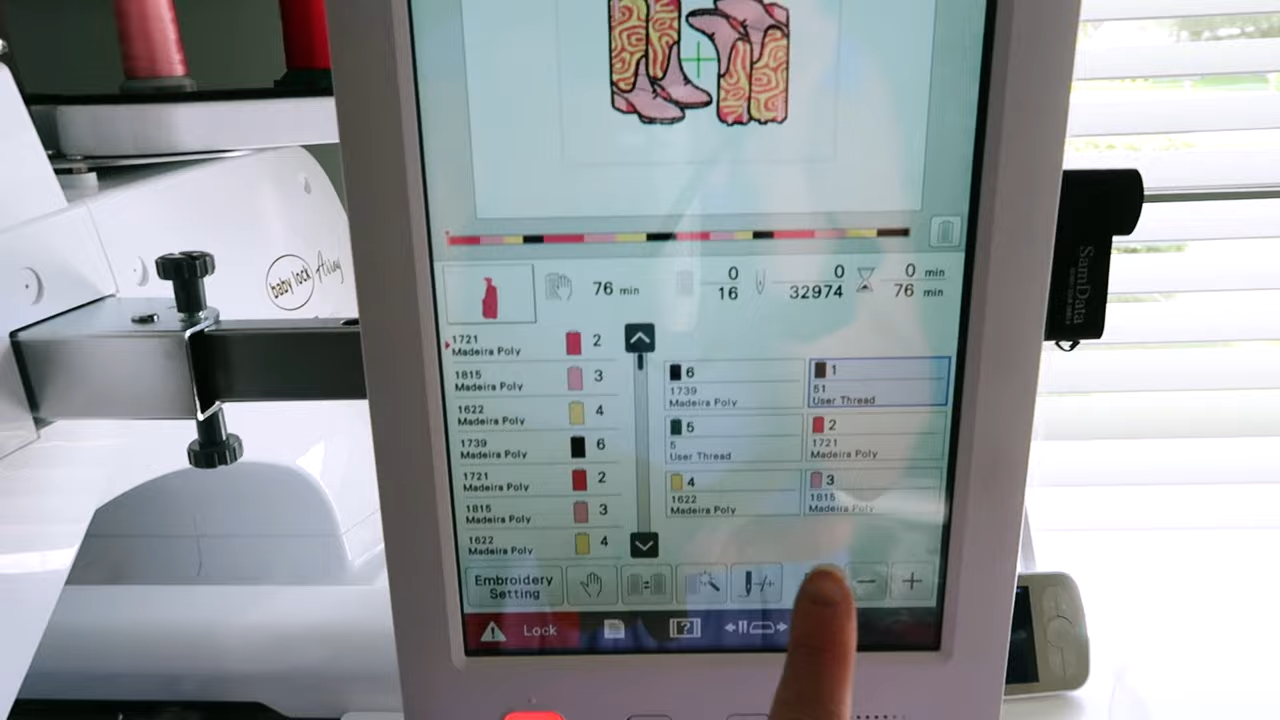 baby lock Array
SamData
76 min
0
16
0
32974
0 min
76 min
1721 2
Madeira Poly
1815 3
Madeira Poly
1622 4
Madeira Poly
1739 6
Madeira Poly
1721 2
Madeira Poly
1815 3
Madeira Poly
1622 4
Madeira Poly
6
1739
Madeira Poly
1
51
User Thread
5
5
User Thread
2
1721
Madeira Poly
4
1622
Madeira Poly
3
1815
Madeira Poly
Embroidery
Setting
-/+
−
+
Lock
?